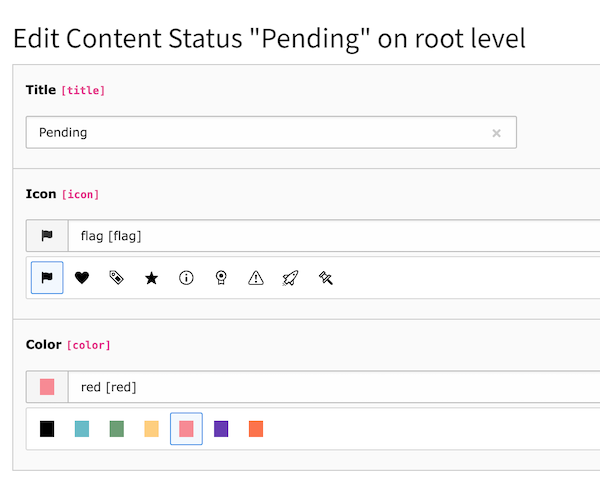 Edit Content Status "Pending" on root level
Title [title]
Pending
Icon [icon]
flag [flag]
Color [color]
red [red]